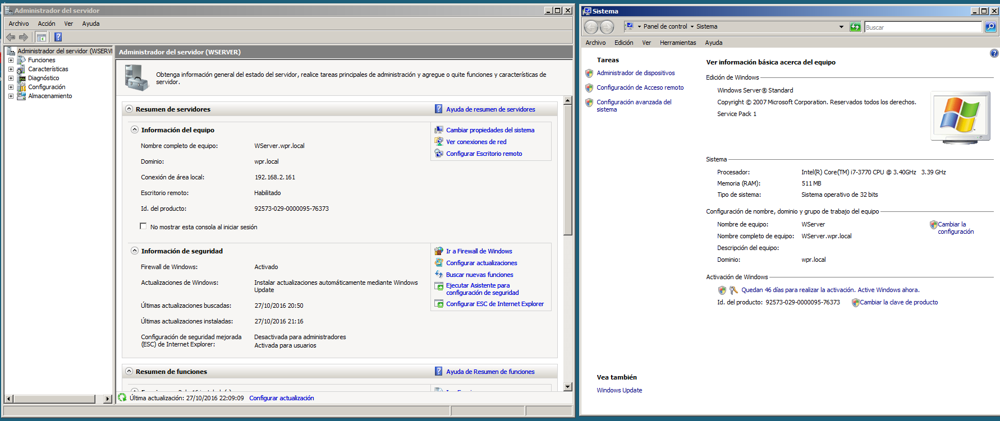 Administrador del servidor
Archivo Acción Ver Ayuda
Administrador del servidor (WSERV
Funciones
Características
Diagnóstico
Configuración
Almacenamiento
Administrador del servidor (WSERVER)
Obtenga información general del estado del servidor, realice tareas principales de administración y agregue o quite funciones y características de
servidor.
Resumen de servidores
Ayuda de resumen de servidores
Información del equipo
Nombre completo de equipo: WServer.wpr.local
Dominio: wpr.local
Conexión de área local: 192.168.2.161
Escritorio remoto: Habilitado
Id. del producto: 92573-029-0000095-76373
No mostrar esta consola al iniciar sesión
Cambiar propiedades del sistema
Ver conexiones de red
Configurar Escritorio remoto
Información de seguridad
Firewall de Windows: Activado
Actualizaciones de Windows: Instalar actualizaciones automáticamente mediante Windows
Update
Últimas actualizaciones buscadas: 27/10/2016 20:50
Últimas actualizaciones instaladas: 27/10/2016 21:16
Configuración de seguridad mejorada Desactivada para administradores
(ESC) de Internet Explorer: Activada para usuarios
Ir a Firewall de Windows
Configurar actualizaciones
Buscar nuevas funciones
Ejecutar Asistente para
configuración de seguridad
Configurar ESC de Internet Explorer
Resumen de funciones
Ayuda de Resumen de funciones
Última actualización: 27/10/2016 22:09:09 Configurar actualización
Sistema
Panel de control Sistema
Buscar
Archivo Edición Ver Herramientas Ayuda
Tareas
Administrador de dispositivos
Configuración de Acceso remoto
Configuración avanzada del
sistema
Vea también
Windows Update
Ver información básica acerca del equipo
Edición de Windows
Windows Server® Standard
Copyright © 2007 Microsoft Corporation. Reservados todos los derechos.
Service Pack 1
Sistema
Procesador: Intel(R) Core(TM) i7-3770 CPU @ 3.40GHz 3.39 GHz
Memoria (RAM): 511 MB
Tipo de sistema: Sistema operativo de 32 bits
Configuración de nombre, dominio y grupo de trabajo del equipo
Nombre de equipo: WServer
Nombre completo de equipo: WServer.wpr.local
Descripción del equipo:
Dominio: wpr.local
Cambiar la
configuración
Activación de Windows
Quedan 46 días para realizar la activación. Active Windows ahora.
Id. del producto: 92573-029-0000095-76373 Cambiar la clave de producto